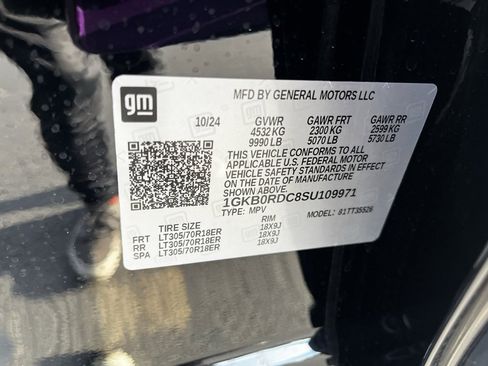 gm
MFD BY GENERAL MOTORS LLC
10/24 GVWR GAWR FRT GAWR RR
4532 KG 2300 KG 2599 KG
9990 LB 5070 LB 5730 LB
THIS VEHICLE CONFORMS TO ALL
APPLICABLE U.S. FEDERAL MOTOR
VEHICLE SAFETY STANDARDS IN EFFECT
ON THE DATE OF MANUFACTURE
SHOWN ABOVE.
1GKB0RDC8SU109971
TYPE: MPV MODEL: 81TT35526
TIRE SIZE RIM
FRT LT305/70R18ER 18X9J
RR LT305/70R18ER 18X9J
SPA LT305/70R18ER 18X9J